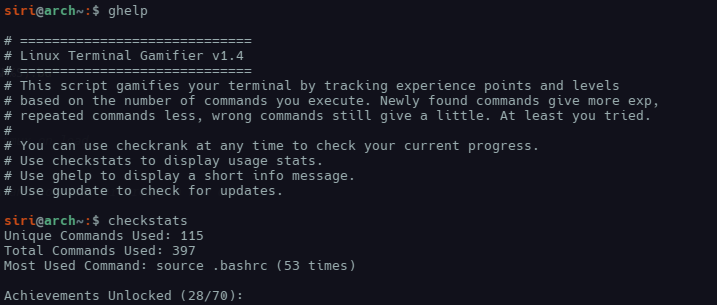 siri@arch~:$ ghelp
# =============================
# Linux Terminal Gamifier v1.4
# =============================
# This script gamifies your terminal by tracking experience points and levels
# based on the number of commands you execute. Newly found commands give more exp,
# repeated commands less, wrong commands still give a little. At least you tried.
#
# You can use checkrank at any time to check your current progress.
# Use checkstats to display usage stats.
# Use ghelp to display a short info message.
# Use gupdate to check for updates.
siri@arch~:$ checkstats
Unique Commands Used: 115
Total Commands Used: 397
Most Used Command: source .bashrc (53 times)
Achievements Unlocked (28/70):